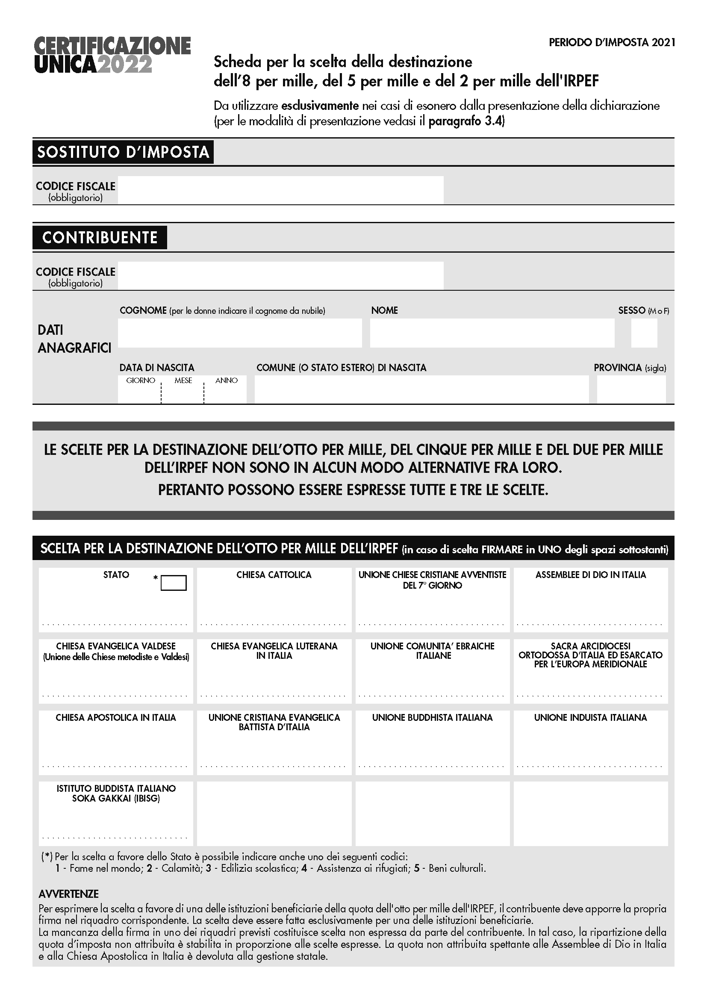 CERTIFICAZIONE
UNICA2022
PERIODO D'IMPOSTA 2021
Scheda per la scelta della destinazione
dell'8 per mille, del 5 per mille e del 2 per mille dell'IRPEF
Da utilizzare esclusivamente nei casi di esonero dalla presentazione della dichiarazione
(per le modalità di presentazione vedasi il paragrafo 3.4)
SOSTITUTO D'IMPOSTA
CODICE FISCALE
(obbligatorio)
CONTRIBUENTE
CODICE FISCALE
(obbligatorio)
COGNOME (per le donne indicare il cognome da nubile) NOME SESSO (M o F)
DATI
ANAGRAFICI
DATA DI NASCITA COMUNE (O STATO ESTERO) DI NASCITA PROVINCIA (sigla)
GIORNO MESE ANNO
LE SCELTE PER LA DESTINAZIONE DELL'OTTO PER MILLE, DEL CINQUE PER MILLE E DEL DUE PER MILLE
DELL'IRPEF NON SONO IN ALCUN MODO ALTERNATIVE FRA LORO.
PERTANTO POSSONO ESSERE ESPRESSE TUTTE E TRE LE SCELTE.
SCELTA PER LA DESTINAZIONE DELL'OTTO PER MILLE DELL'IRPEF (in caso di scelta FIRMARE in UNO degli spazi sottostanti)
STATO *
CHIESA CATTOLICA
UNIONE CHIESE CRISTIANE AVVENTISTE
DEL 7° GIORNO
ASSEMBLEE DI DIO IN ITALIA
CHIESA EVANGELICA VALDESE
(Unione delle Chiese metodiste e Valdesi)
CHIESA EVANGELICA LUTERANA
IN ITALIA
UNIONE COMUNITA' EBRAICHE
ITALIANE
SACRA ARCIDIOCESI
ORTODOSSA D'ITALIA ED ESARCATO
PER L'EUROPA MERIDIONALE
CHIESA APOSTOLICA IN ITALIA
UNIONE CRISTIANA EVANGELICA
BATTISTA D'ITALIA
UNIONE BUDDHISTA ITALIANA
UNIONE INDUISTA ITALIANA
ISTITUTO BUDDISTA ITALIANO
SOKA GAKKAI (IBISG)
(*) Per la scelta a favore dello Stato è possibile indicare anche uno dei seguenti codici:
1 - Fame nel mondo; 2 - Calamità; 3 - Edilizia scolastica; 4 - Assistenza ai rifugiati; 5 - Beni culturali.
AVVERTENZE
Per esprimere la scelta a favore di una delle istituzioni beneficiarie della quota dell'otto per mille dell'IRPEF, il contribuente deve apporre la propria
firma nel riquadro corrispondente. La scelta deve essere fatta esclusivamente per una delle istituzioni beneficiarie.
La mancanza della firma in uno dei riquadri previsti costituisce scelta non espressa da parte del contribuente. In tal caso, la ripartizione della
quota d'imposta non attribuita è stabilita in proporzione alle scelte espresse. La quota non attribuita spettante alle Assemblee di Dio in Italia
e alla Chiesa Apostolica in Italia è devoluta alla gestione statale.